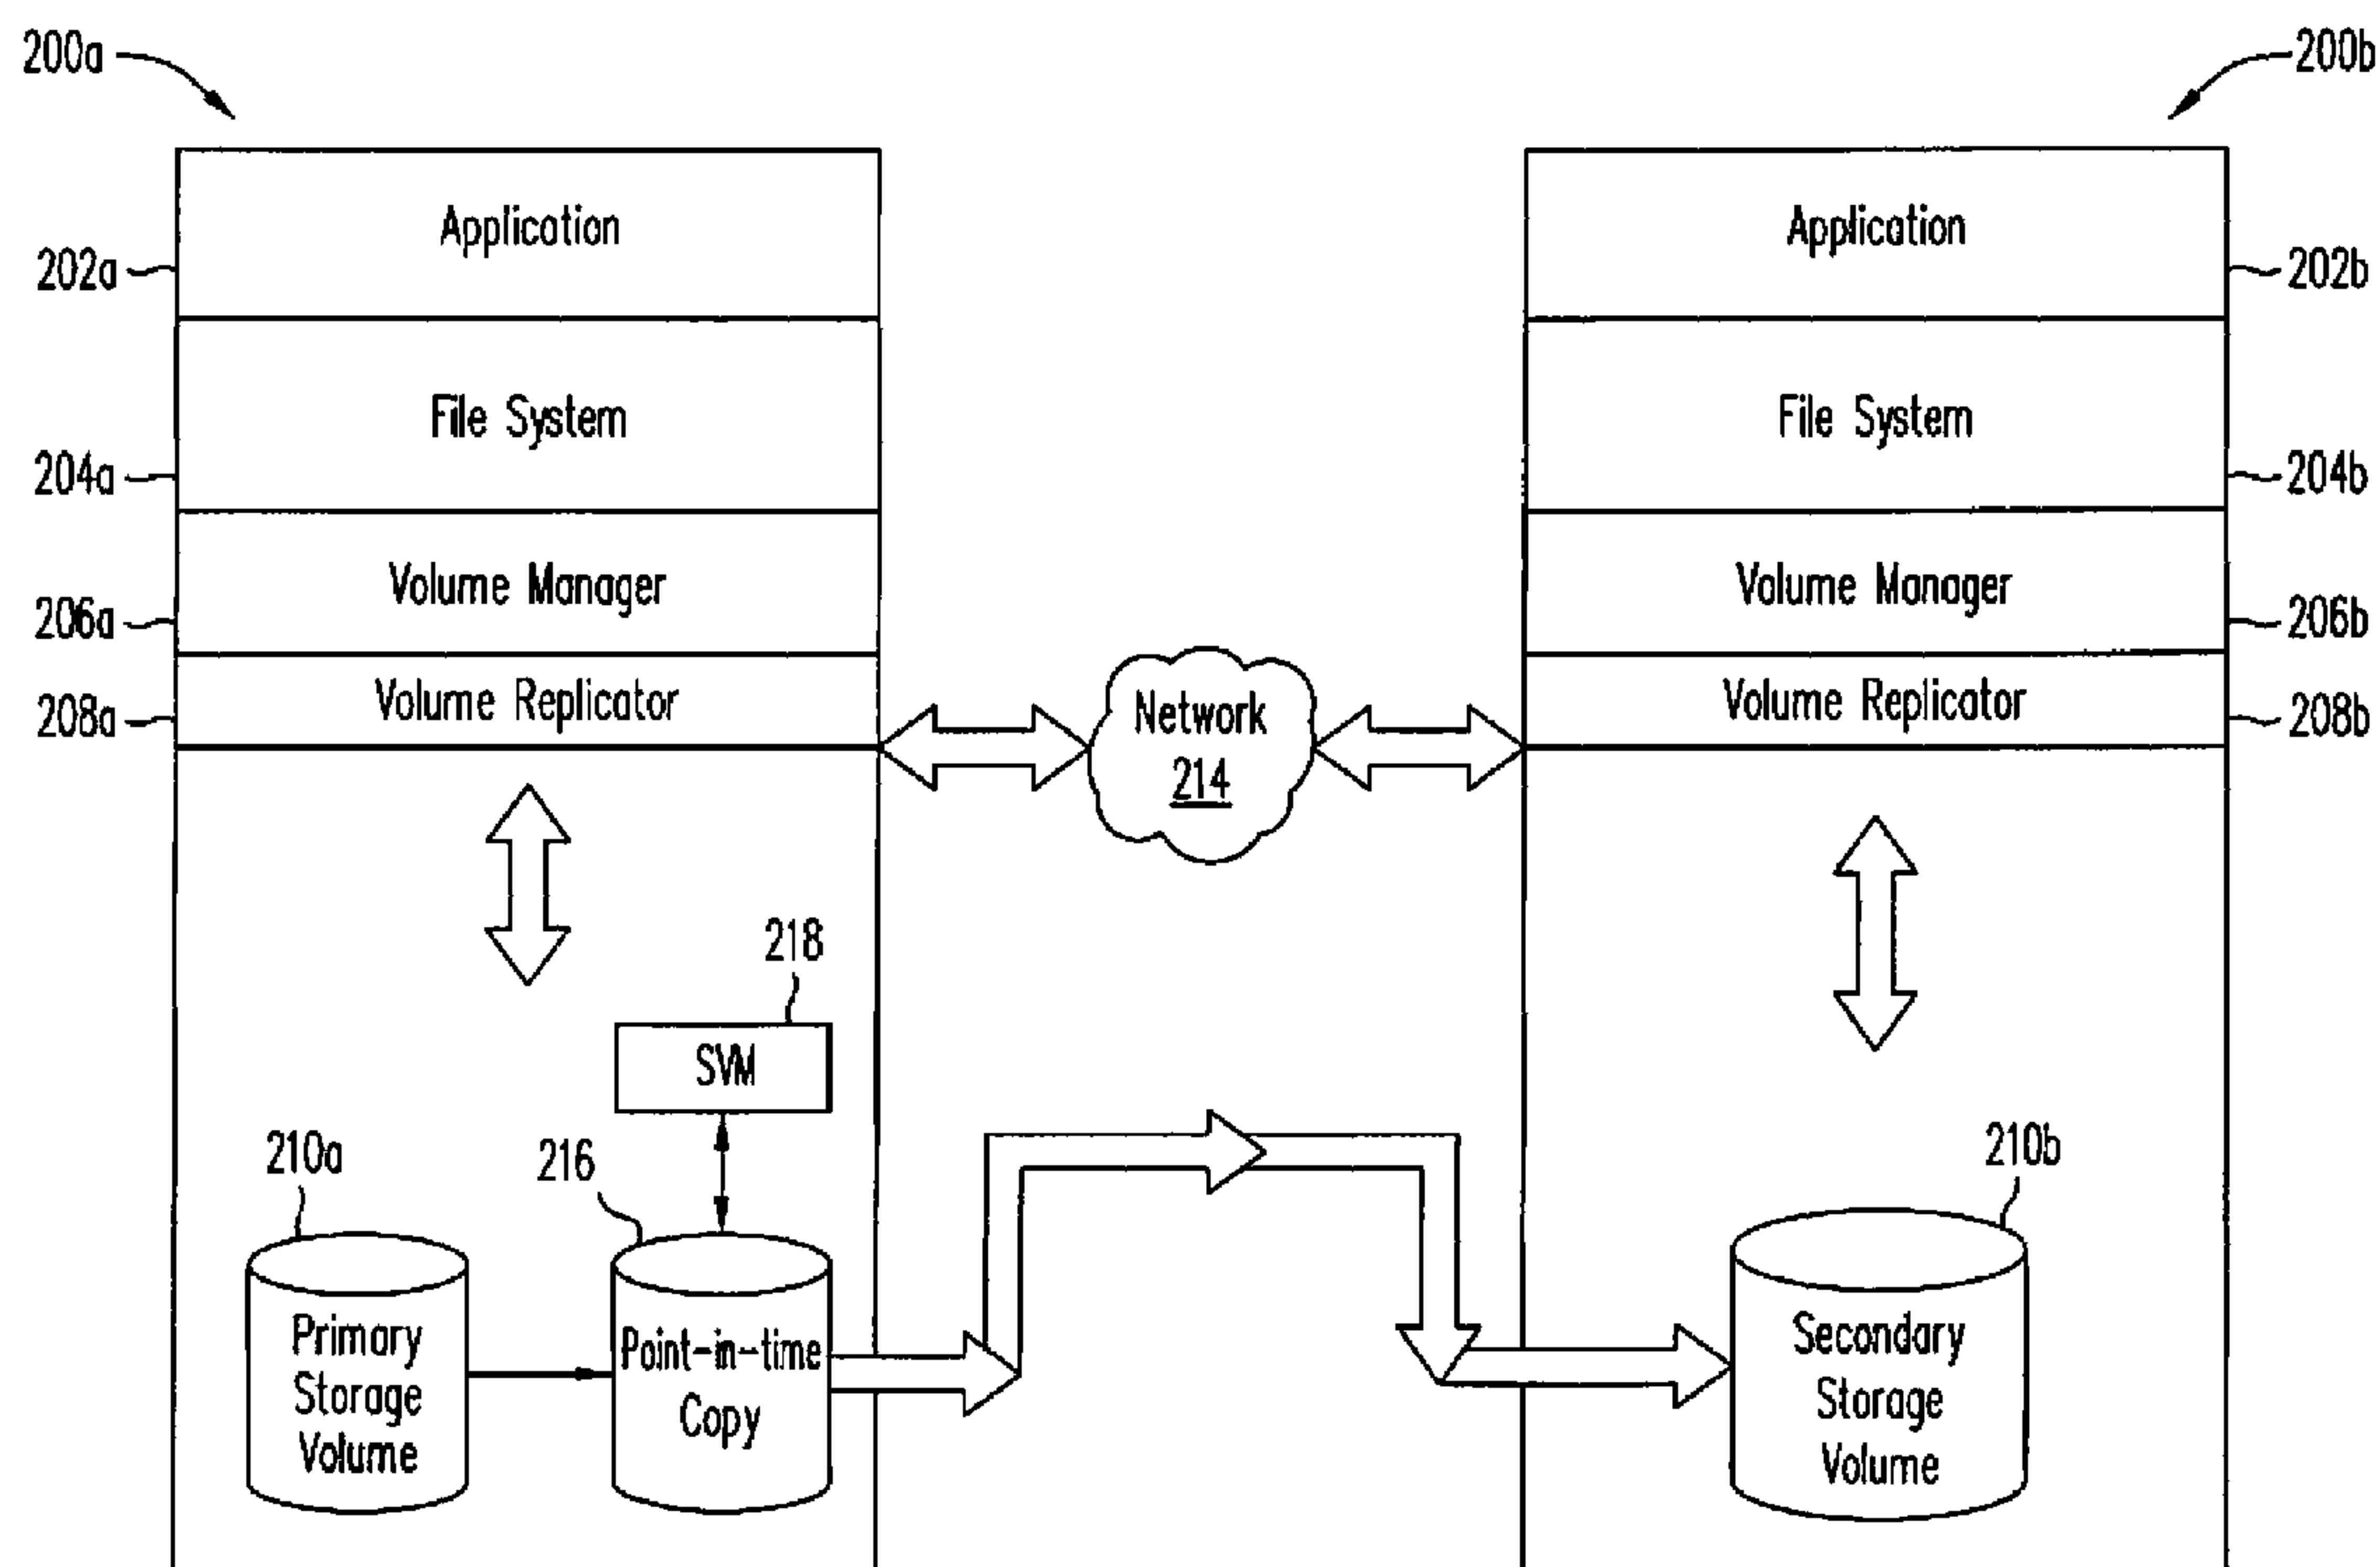 200a
200b
Application
Application
202a
202b
File System
File System
204a
204b
Volume Manager
Volume Manager
206a
206b
Volume Replicator
Volume Replicator
208a
208b
Network
214
218
SVM
210a
216
210b
Primary
Storage
Volume
Point-in-time
Copy
Secondary
Storage
Volume